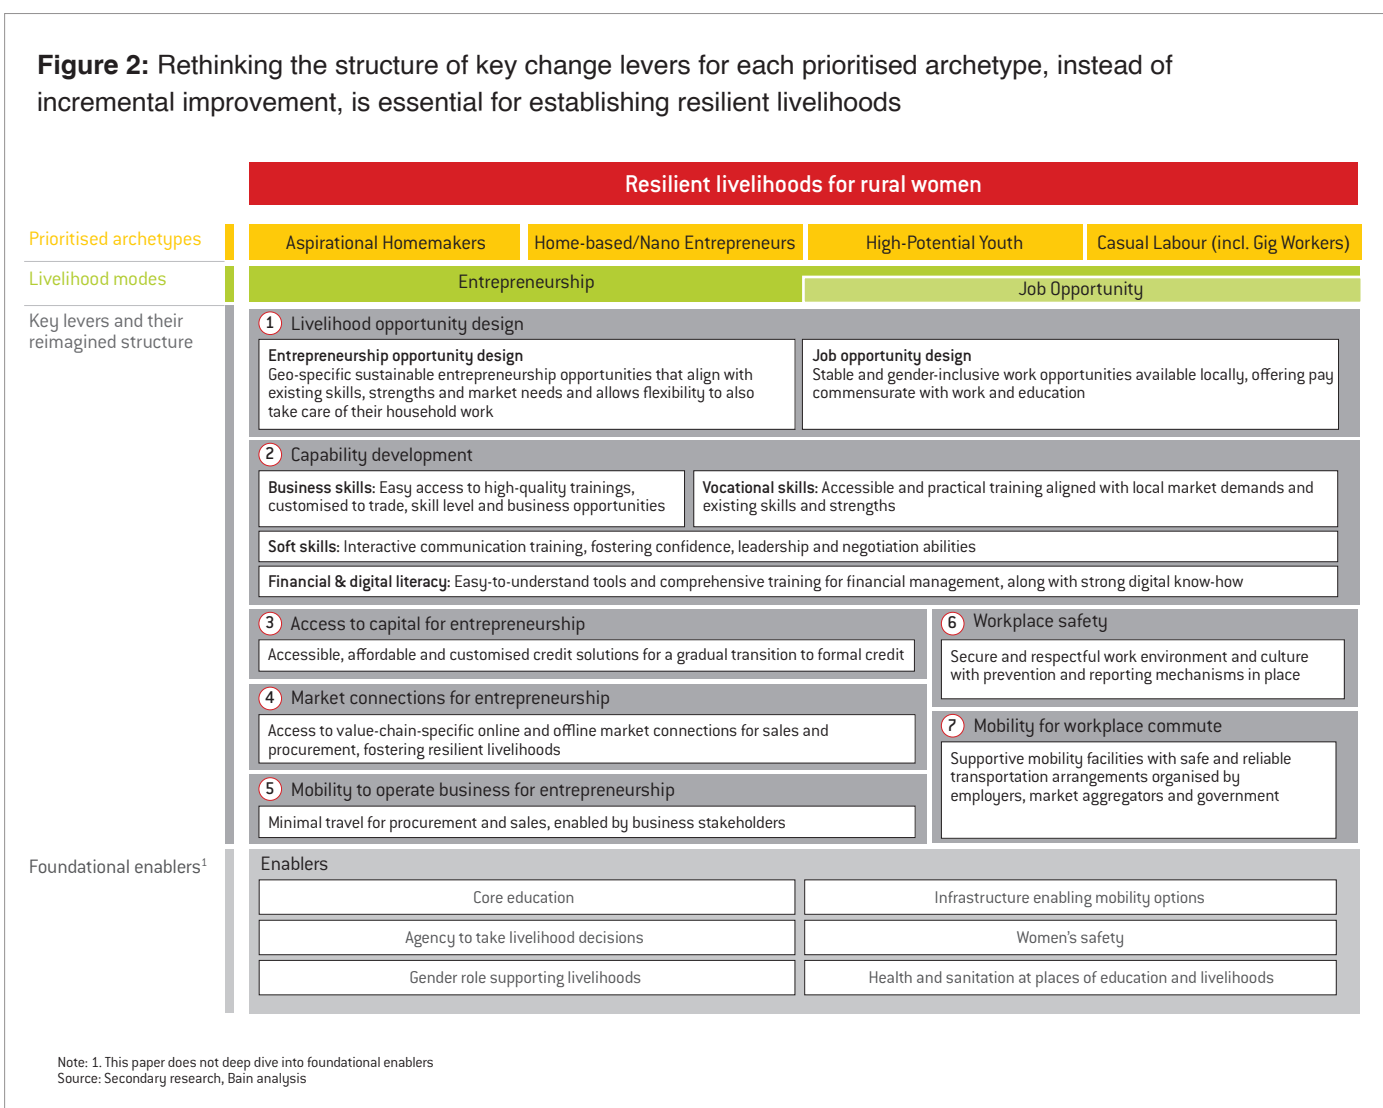 Figure 2: Rethinking the structure of key change levers for each prioritised archetype, instead of
incremental improvement, is essential for establishing resilient livelihoods
Resilient livelihoods for rural women
Prioritised archetypes
Aspirational Homemakers
Home-based/Nano Entrepreneurs
High-Potential Youth
Casual Labour (incl. Gig Workers)
Livelihood modes
Entrepreneurship
Job Opportunity
Key levers and their
reimagined structure
1 Livelihood opportunity design
Entrepreneurship opportunity design
Geo-specific sustainable entrepreneurship opportunities that align with
existing skills, strengths and market needs and allows flexibility to also
take care of their household work
Job opportunity design
Stable and gender-inclusive work opportunities available locally, offering pay
commensurate with work and education
2 Capability development
Business skills: Easy access to high-quality trainings,
customised to trade, skill level and business opportunities
Vocational skills: Accessible and practical training aligned with local market demands and
existing skills and strengths
Soft skills: Interactive communication training, fostering confidence, leadership and negotiation abilities
Financial & digital literacy: Easy-to-understand tools and comprehensive training for financial management, along with strong digital know-how
3 Access to capital for entrepreneurship
Accessible, affordable and customised credit solutions for a gradual transition to formal credit
4 Market connections for entrepreneurship
Access to value-chain-specific online and offline market connections for sales and
procurement, fostering resilient livelihoods
5 Mobility to operate business for entrepreneurship
Minimal travel for procurement and sales, enabled by business stakeholders
6 Workplace safety
Secure and respectful work environment and culture
with prevention and reporting mechanisms in place
7 Mobility for workplace commute
Supportive mobility facilities with safe and reliable
transportation arrangements organised by
employers, market aggregators and government
Foundational enablers1
Enablers
Core education
Infrastructure enabling mobility options
Agency to take livelihood decisions
Women's safety
Gender role supporting livelihoods
Health and sanitation at places of education and livelihoods
Note: 1. This paper does not deep dive into foundational enablers
Source: Secondary research, Bain analysis